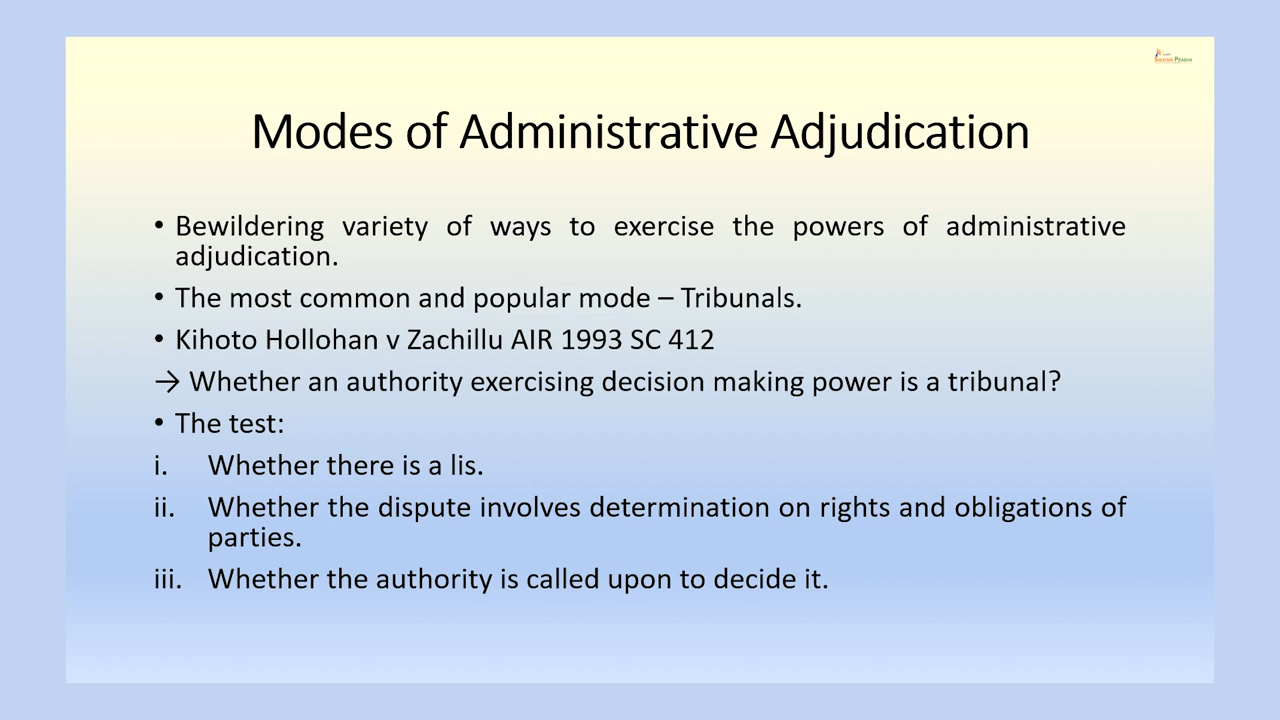 SWAYAM PRABHA
Modes of Administrative Adjudication
• Bewildering variety of ways to exercise the powers of administrative
adjudication.
• The most common and popular mode – Tribunals.
• Kihoto Hollohan v Zachillu AIR 1993 SC 412
→ Whether an authority exercising decision making power is a tribunal?
• The test:
i. Whether there is a lis.
ii. Whether the dispute involves determination on rights and obligations of
parties.
iii. Whether the authority is called upon to decide it.